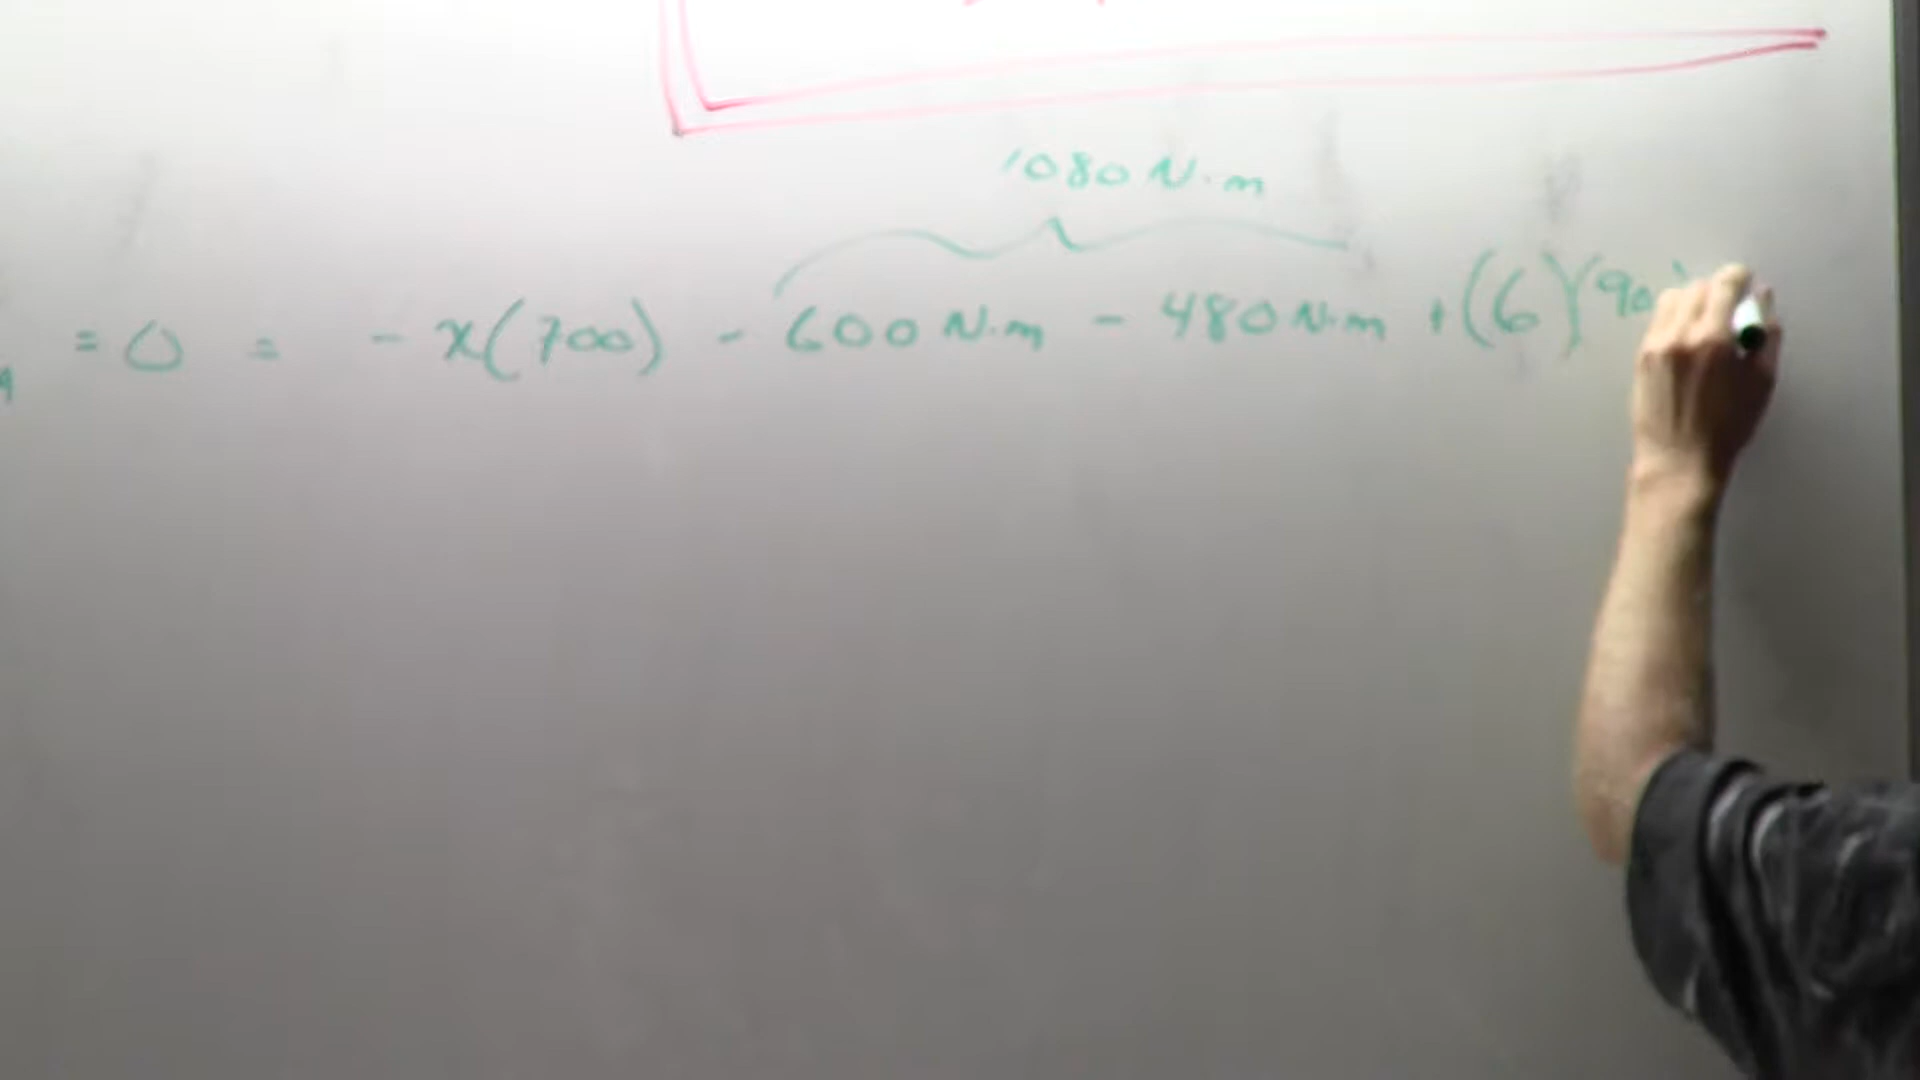 1080 N·m
= 0 = - x(700) - 600 N·m - 480 N·m + (6)(90